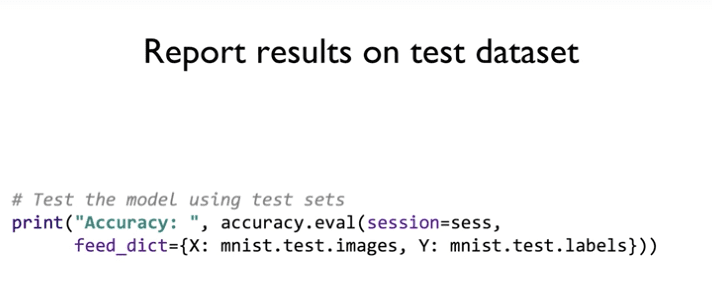 Report results on test dataset
# Test the model using test sets
print("Accuracy: ", accuracy.eval(session=sess,
feed_dict={X: mnist.test.images, Y: mnist.test.labels}))